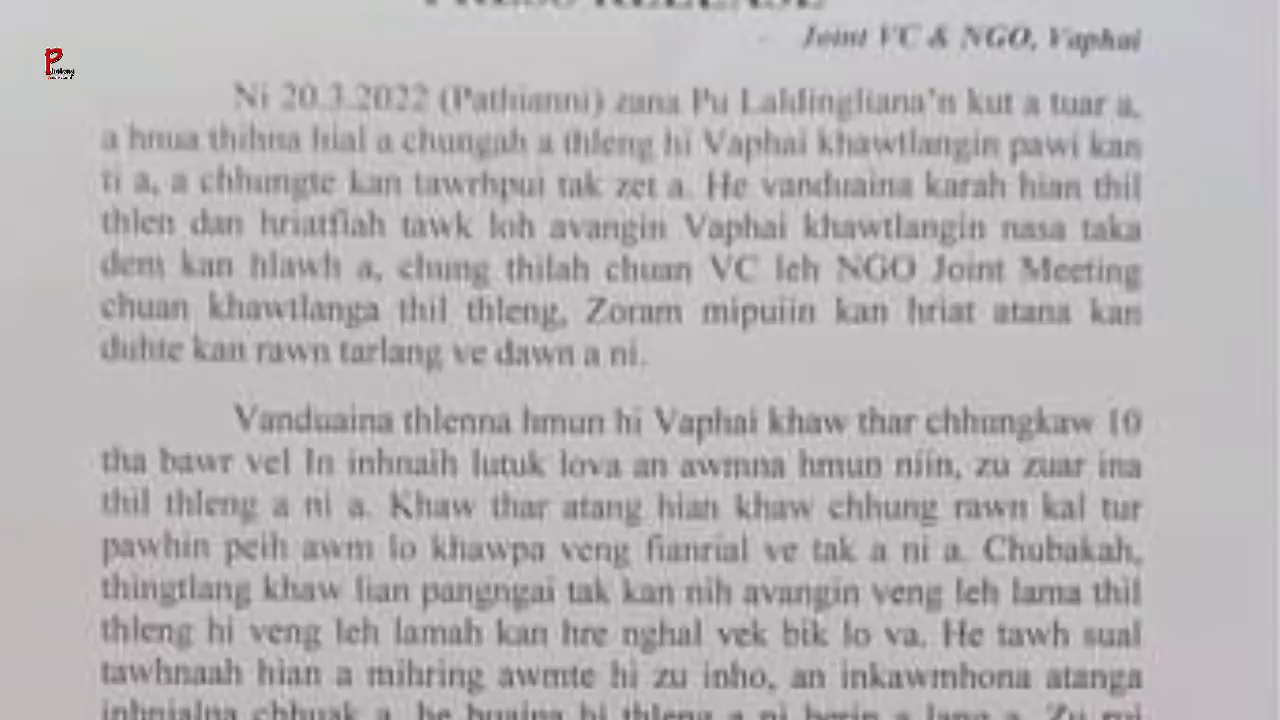 PRESS RELEASE
- Joint VC & NGO, Vaphai
Ni 20.3.2022 (Pathianni) zana Pu Laldingliana'n kut a tuar a,
a hnua thihna hial a chungah a thleng hi Vaphai khawtlangin pawi kan
ti a, a chhungte kan tawrhpui tak zet a. He vanduaina karah hian thil
thlen dan hriatfiah tawk loh avangin Vaphai khawtlangin nasa taka
dem kan hlawh a, chung thilah chuan VC leh NGO Joint Meeting
chuan khawtlanga thil thleng, Zoram mipuiin kan hriat atana kan
duhte kan rawn tarlang ve dawn a ni.
Vanduaina thlenna hmun hi Vaphai khaw thar chhungkaw 10
tha bawr vel In inhnaih lutuk lova an awmna hmun niin, zu zuar ina
thil thleng a ni a. Khaw thar atang hian khaw chhung rawn kal tur
pawhin peih awm lo khawpa veng fianrial ve tak a ni a. Chubakah,
thingtlang khaw lian pangngai tak kan nih avangin veng leh lama thil
thleng hi veng leh lamah kan hre nghal vek bik lo va. He tawh sual
tawhnaah hian a mihring awmte hi zu inho, an inkawmhona atanga
inhnialna chhuak a, he buaina hi thleng a ni berin a lang a. Zu rui